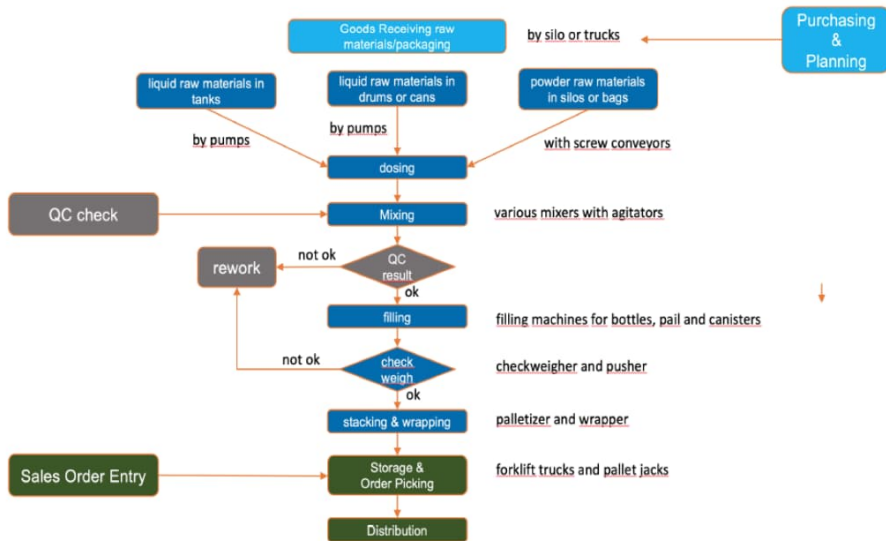 Goods Receiving raw
materials/packaging
by silo or trucks
Purchasing
&
Planning
liquid raw materials in
tanks
liquid raw materials in
drums or cans
powder raw materials
in silos or bags
by pumps
by pumps
with screw conveyors
dosing
QC check
Mixing
various mixers with agitators
not ok
rework
QC
result
ok
filling
filling machines for bottles, pail and canisters
not ok
check
weigh
checkweigher and pusher
ok
stacking & wrapping
palletizer and wrapper
Sales Order Entry
Storage &
Order Picking
forklift trucks and pallet jacks
Distribution